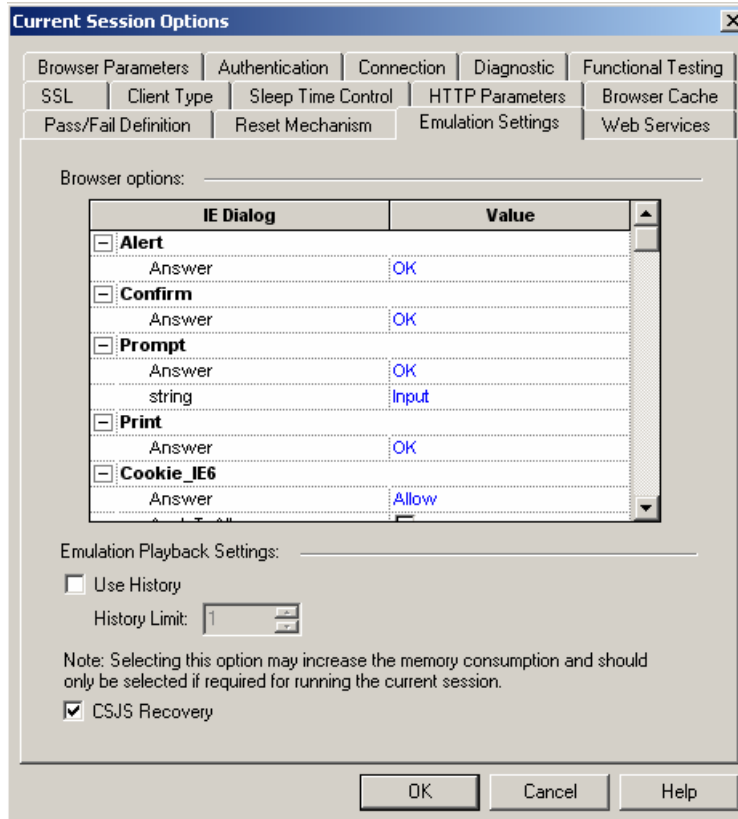 Current Session Options
Browser Parameters Authentication Connection Diagnostic Functional Testing
SSL Client Type Sleep Time Control HTTP Parameters Browser Cache
Pass/Fail Definition Reset Mechanism Emulation Settings Web Services
Browser options:
IE Dialog Value
Alert
Answer OK
Confirm
Answer OK
Prompt
Answer OK
string Input
Print
Answer OK
Cookie_IE6
Answer Allow
Emulation Playback Settings:
Use History
History Limit: 1
Note: Selecting this option may increase the memory consumption and should
only be selected if required for running the current session.
CSJS Recovery
OK Cancel Help